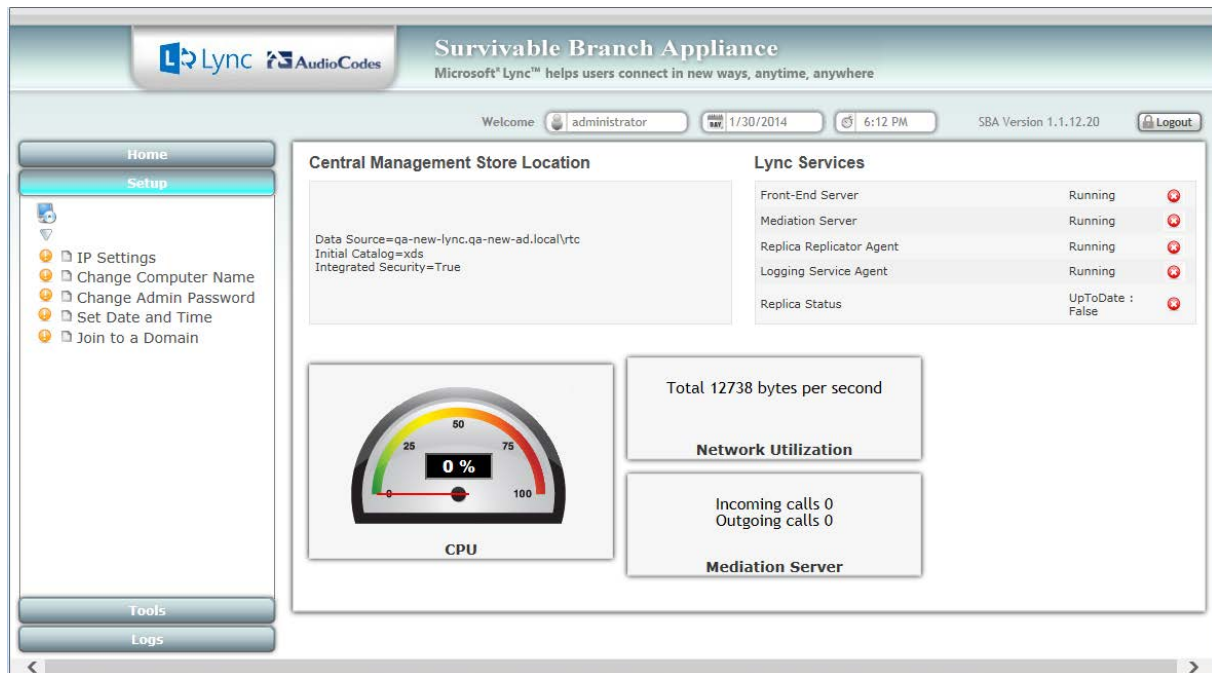 Lync AudioCodes
Survivable Branch Appliance
Microsoft® Lync™ helps users connect in new ways, anytime, anywhere
Welcome administrator 1/30/2014 6:12 PM SBA Version 1.1.12.20 Logout
Home
Setup
IP Settings
Change Computer Name
Change Admin Password
Set Date and Time
Join to a Domain
Tools
Logs
Central Management Store Location
Data Source=qa-new-lync.qa-new-ad.local\rtc
Initial Catalog=xds
Integrated Security=True
Lync Services
Front-End Server Running
Mediation Server Running
Replica Replicator Agent Running
Logging Service Agent Running
Replica Status UpToDate :
False
0 25 50 75 100
0 %
CPU
Total 12738 bytes per second
Network Utilization
Incoming calls 0
Outgoing calls 0
Mediation Server